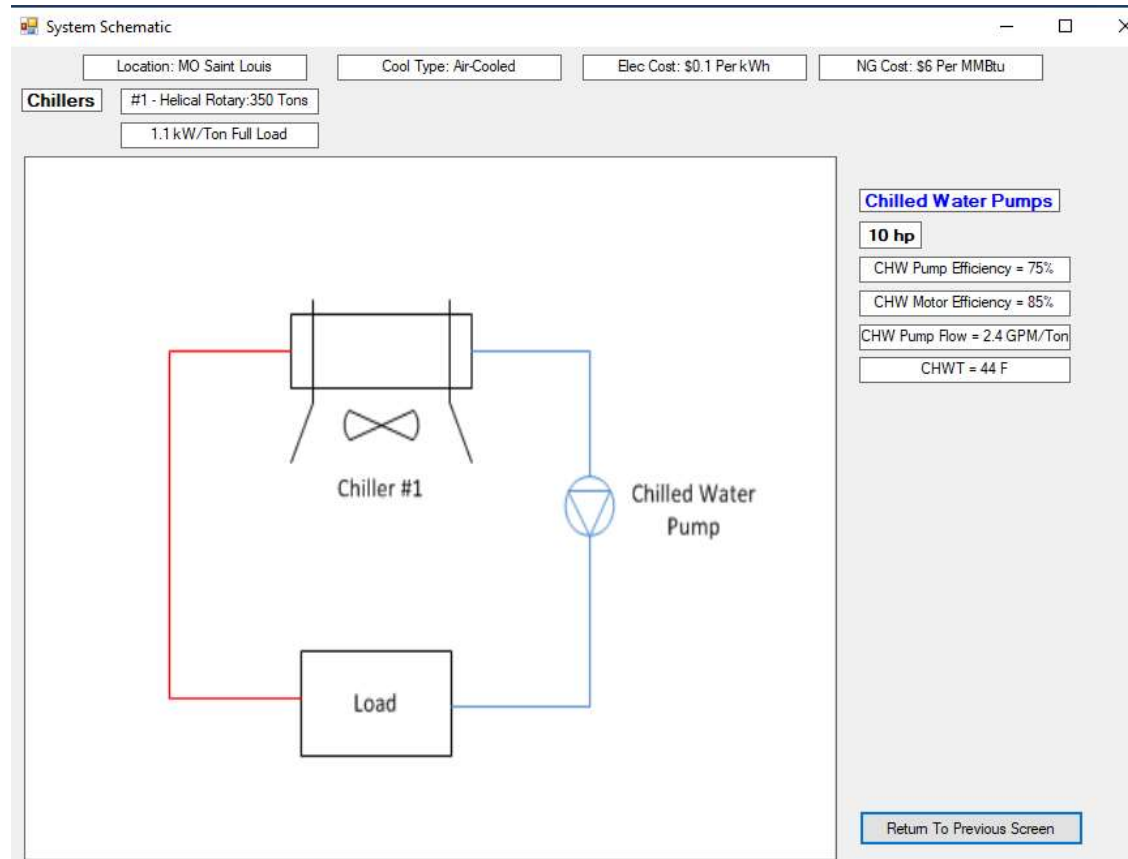 System Schematic
Location: MO Saint Louis
Cool Type: Air-Cooled
Elec Cost: $0.1 Per kWh
NG Cost: $6 Per MMBtu
Chillers
#1 - Helical Rotary:350 Tons
1.1 kW/Ton Full Load
Chilled Water Pumps
10 hp
CHW Pump Efficiency = 75%
CHW Motor Efficiency = 85%
CHW Pump Flow = 2.4 GPM/Ton
CHWT = 44 F
Chiller #1
Chilled Water
Pump
Load
Return To Previous Screen